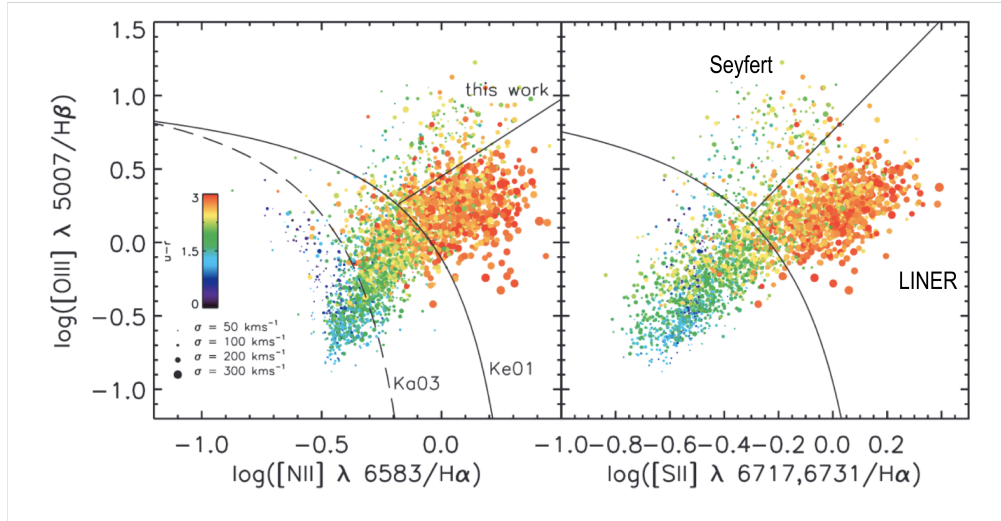 1.5
1.0
0.5
0.0
−0.5
−1.0
log([OIII] λ 5007/Hβ)
this work
3
1.5
0
σ = 50 kms⁻¹
σ = 100 kms⁻¹
σ = 200 kms⁻¹
σ = 300 kms⁻¹
Ka03
Ke01
−1.0 −0.5 0.0
log([NII] λ 6583/Hα)
Seyfert
LINER
−1.0−0.8−0.6−0.4−0.2 0.0 0.2
log([SII] λ 6717,6731/Hα)